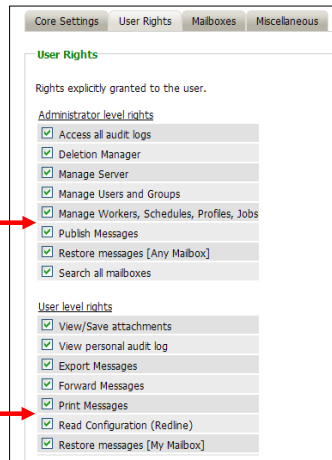 Core Settings User Rights Mailboxes Miscellaneous
User Rights
Rights explicitly granted to the user.
Administrator level rights
Access all audit logs
Deletion Manager
Manage Server
Manage Users and Groups
Manage Workers, Schedules, Profiles, Jobs
Publish Messages
Restore messages [Any Mailbox]
Search all mailboxes
User level rights
View/Save attachments
View personal audit log
Export Messages
Forward Messages
Print Messages
Read Configuration (Redline)
Restore messages [My Mailbox]